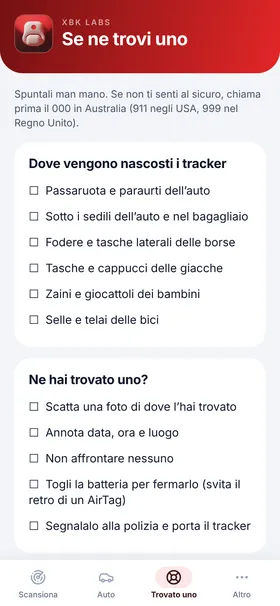 XBK LABS
Se ne trovi uno
Spuntali man mano. Se non ti senti al sicuro, chiama
prima il 000 in Australia (911 negli USA, 999 nel
Regno Unito).
Dove vengono nascosti i tracker
☐ Passaruota e paraurti dell'auto
☐ Sotto i sedili dell'auto e nel bagagliaio
☐ Fodere e tasche laterali delle borse
☐ Tasche e cappucci delle giacche
☐ Zaini e giocattoli dei bambini
☐ Selle e telai delle bici
Ne hai trovato uno?
☐ Scatta una foto di dove l'hai trovato
☐ Annota data, ora e luogo
☐ Non affrontare nessuno
☐ Togli la batteria per fermarlo (svita il
retro di un AirTag)
☐ Segnalalo alla polizia e porta il tracker
Scansiona
Auto
Trovato uno
Altro